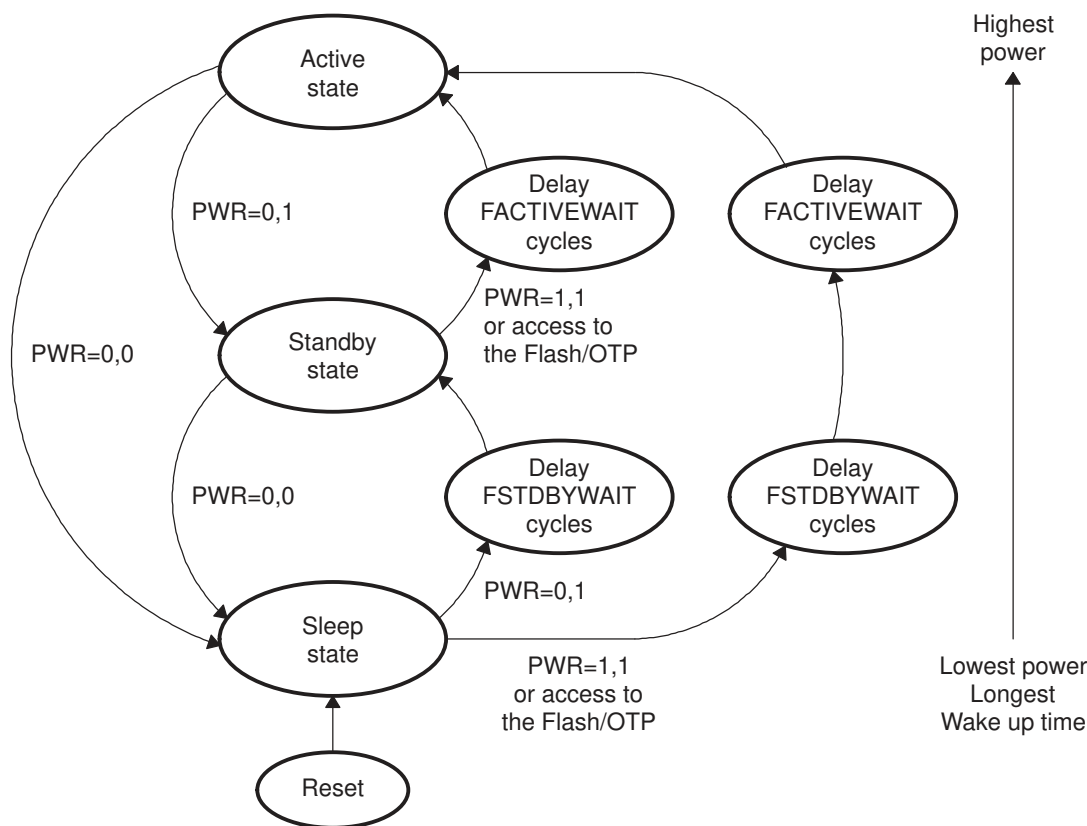 Highest
power
Active
state
Delay
FACTIVEWAIT
cycles
Delay
FACTIVEWAIT
cycles
PWR=0,1
PWR=1,1
or access to
the Flash/OTP
PWR=0,0
Standby
state
Delay
FSTDBYWAIT
cycles
Delay
FSTDBYWAIT
cycles
PWR=0,0
PWR=0,1
Sleep
state
PWR=1,1
or access to
the Flash/OTP
Lowest power
Longest
Wake up time
Reset